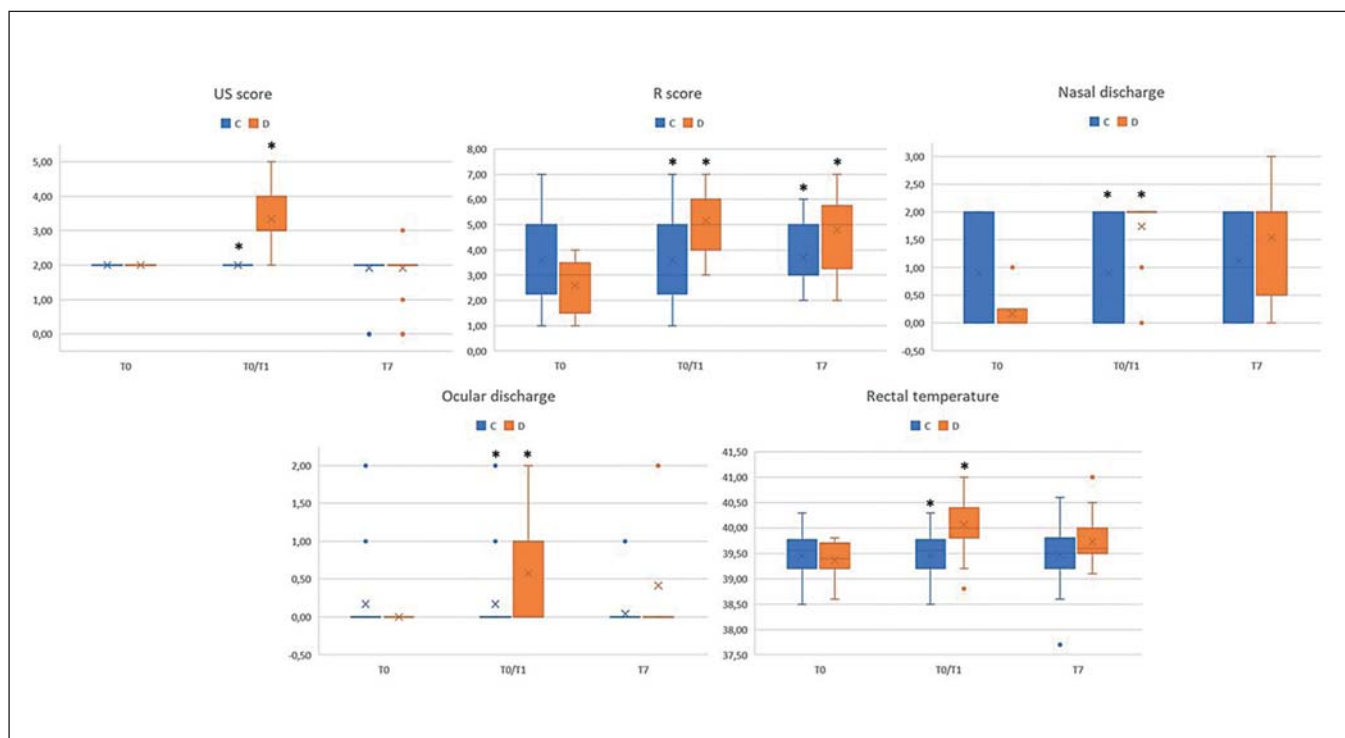 US score
C D
*
*
5,00
4,00
3,00
2,00
1,00
0,00
T0 T0/T1 T7
R score
C D
* * *
*
8,00
7,00
6,00
5,00
4,00
3,00
2,00
1,00
0,00
T0 T0/T1 T7
Nasal discharge
C D
* *
3,00
2,50
2,00
1,50
1,00
0,50
0,00
-0,50
T0 T0/T1 T7
Ocular discharge
C D
* *
2,00
1,50
1,00
0,50
0,00
-0,50
T0 T0/T1 T7
Rectal temperature
C D
*
*
41,50
41,00
40,50
40,00
39,50
39,00
38,50
38,00
37,50
T0 T0/T1 T7